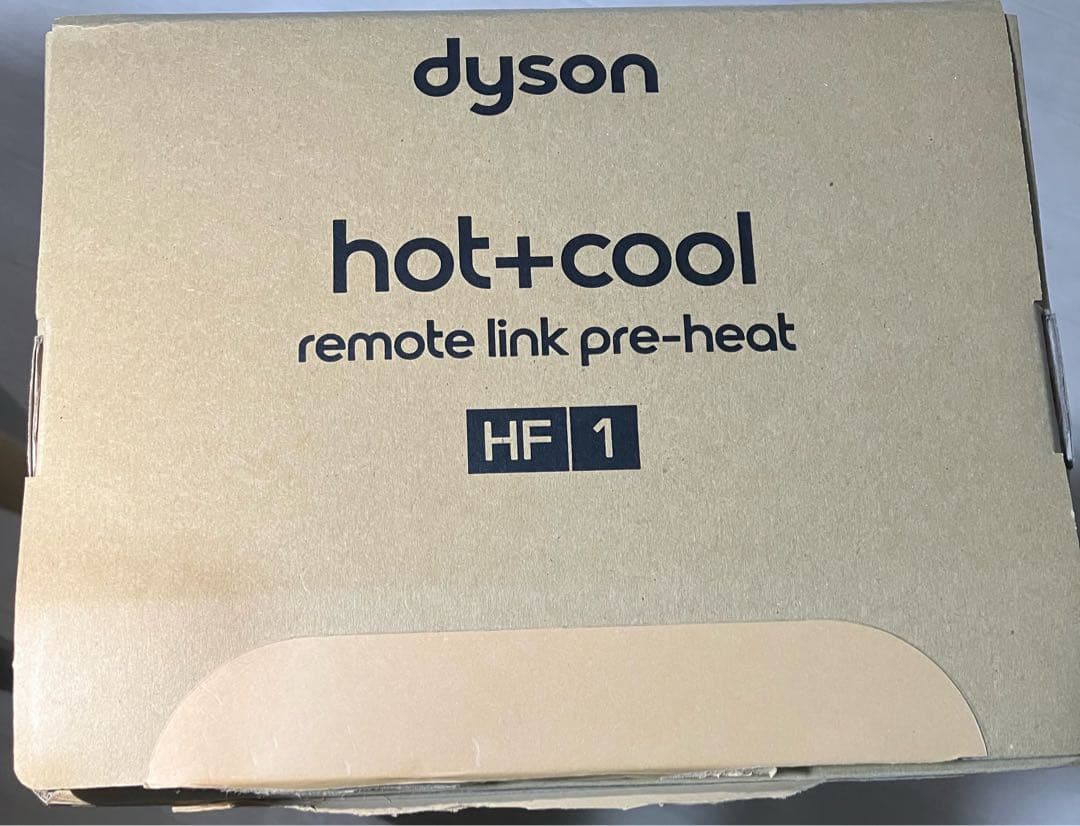 dyson
hot+cool
remote link pre-heat
HF 1